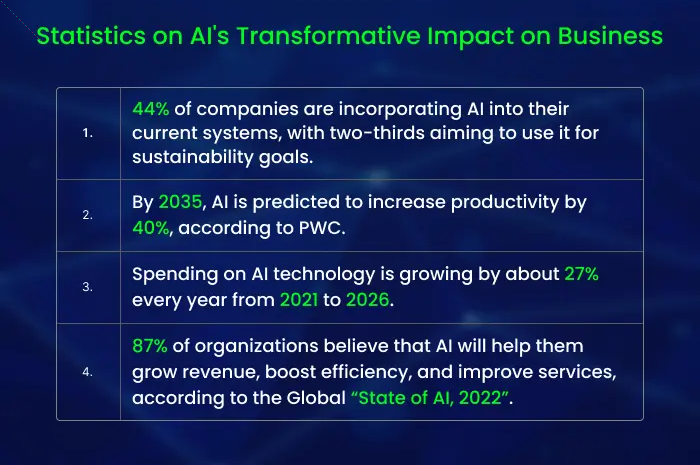 Statistics on AI's Transformative Impact on Business
1.
44% of companies are incorporating AI into their
current systems, with two-thirds aiming to use it for
sustainability goals.
2.
By 2035, AI is predicted to increase productivity by
40%, according to PWC.
3.
Spending on AI technology is growing by about 27%
every year from 2021 to 2026.
4.
87% of organizations believe that AI will help them
grow revenue, boost efficiency, and improve services,
according to the Global “State of AI, 2022”.